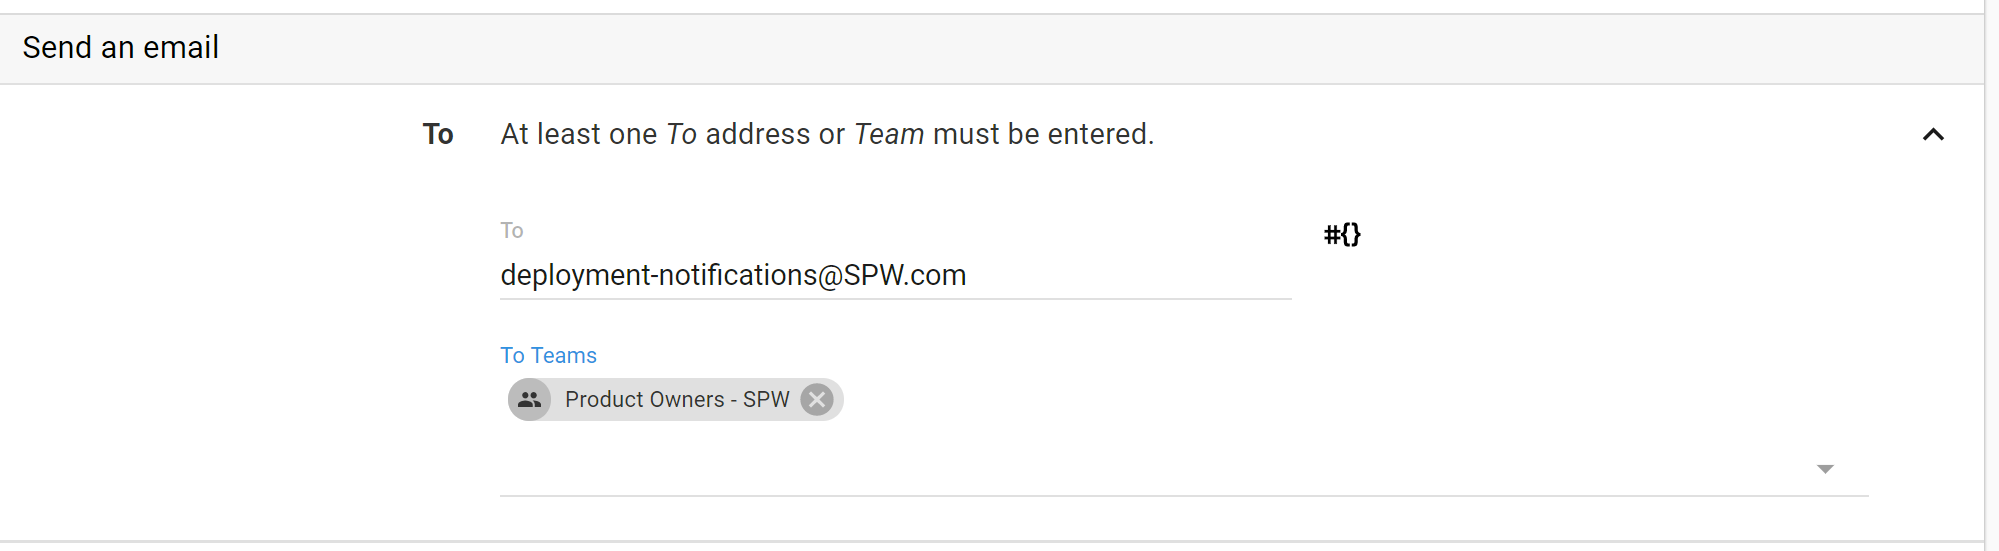 Send an email
To At least one To address or Team must be entered.
To
#{}
deployment-notifications@SPW.com
To Teams
Product Owners - SPW